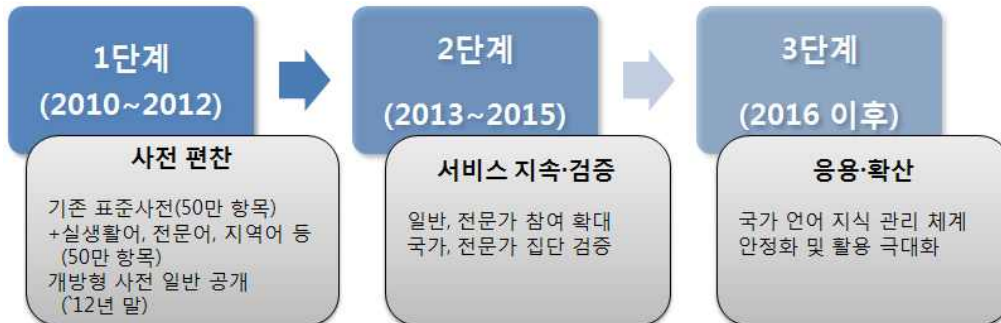 1단계
(2010~2012)
사전 편찬
기존 표준사전(50만 항목)
+실생활어, 전문어, 지역어 등
(50만 항목)
개방형 사전 일반 공개
(`12년 말)
2단계
(2013~2015)
서비스 지속·검증
일반, 전문가 참여 확대
국가, 전문가 집단 검증
3단계
(2016 이후)
응용·확산
국가 언어 지식 관리 체계
안정화 및 활용 극대화